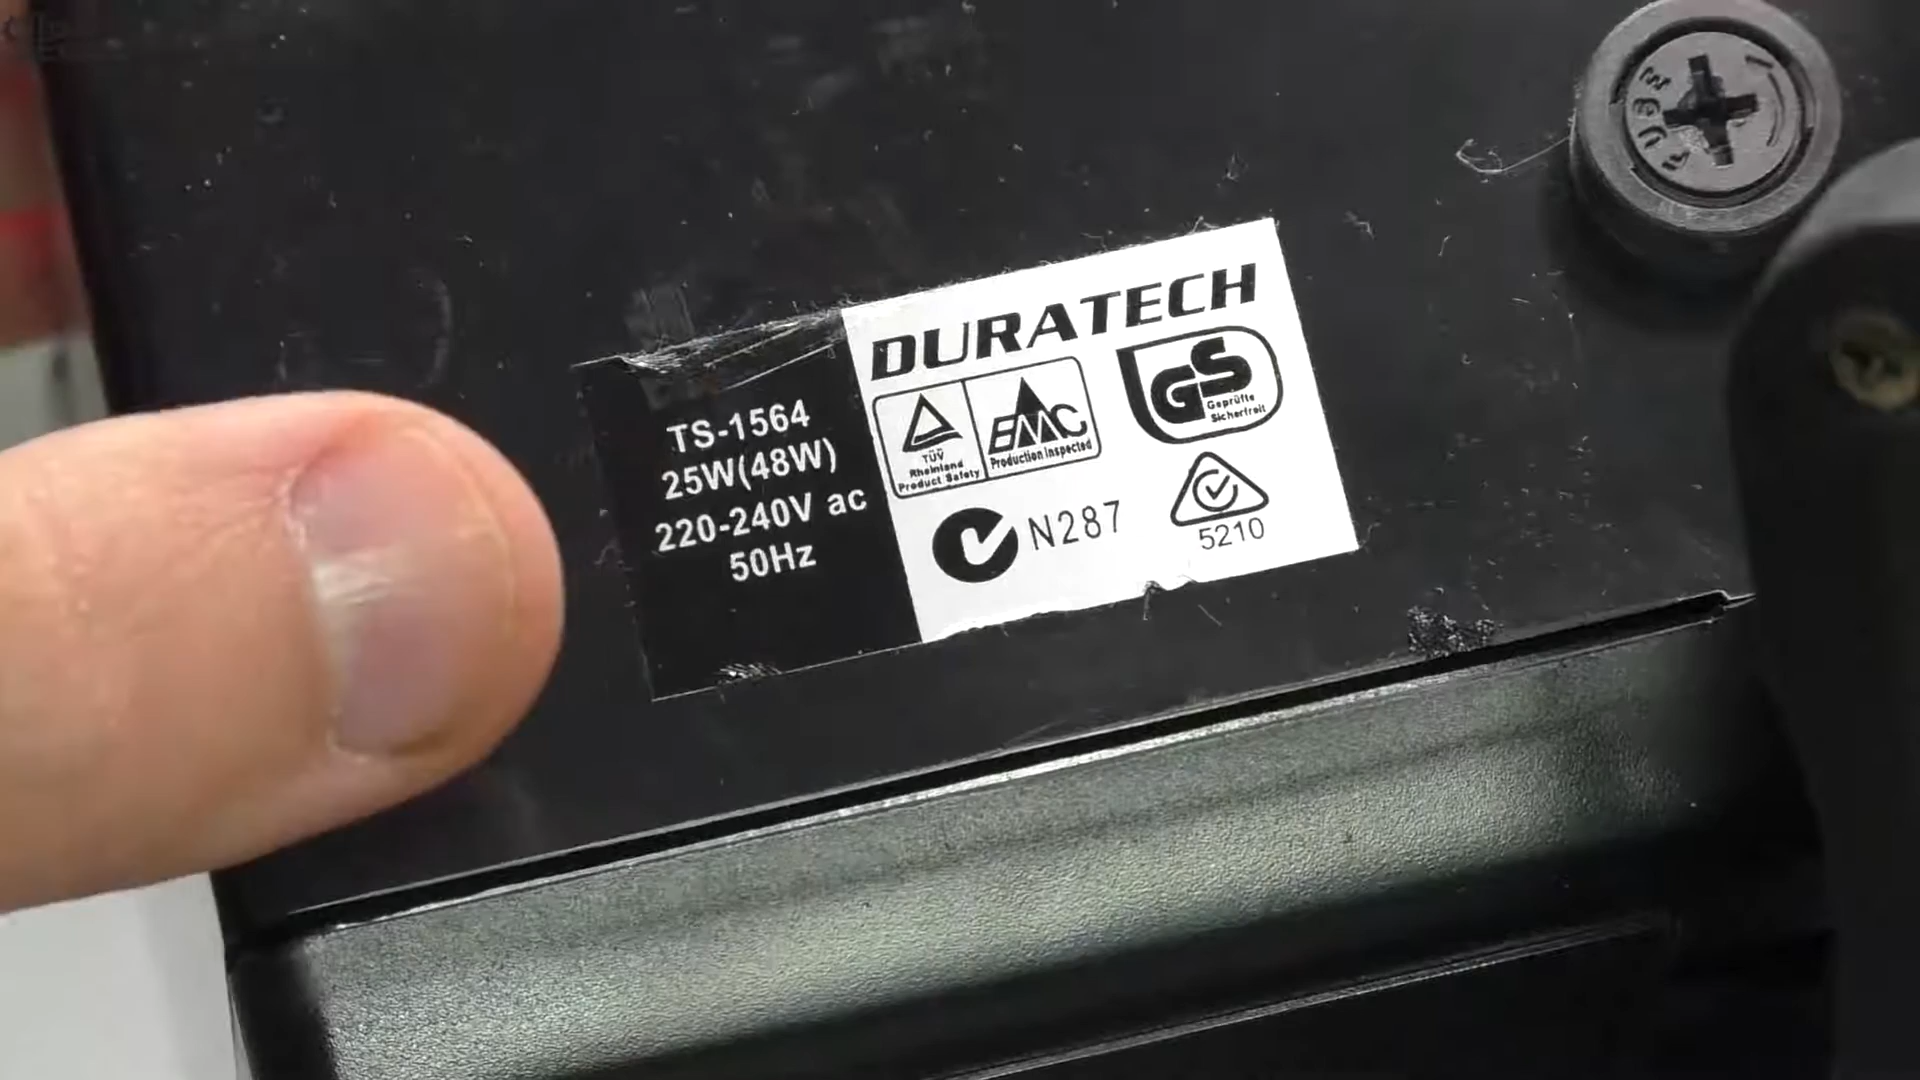 DURATECH
TS-1564
25W(48W)
220-240V ac
50Hz
TÜV
Rheinland
Product Safety
EMC
Production Inspected
GS
Geprüfte
Sicherheit
N287
5210